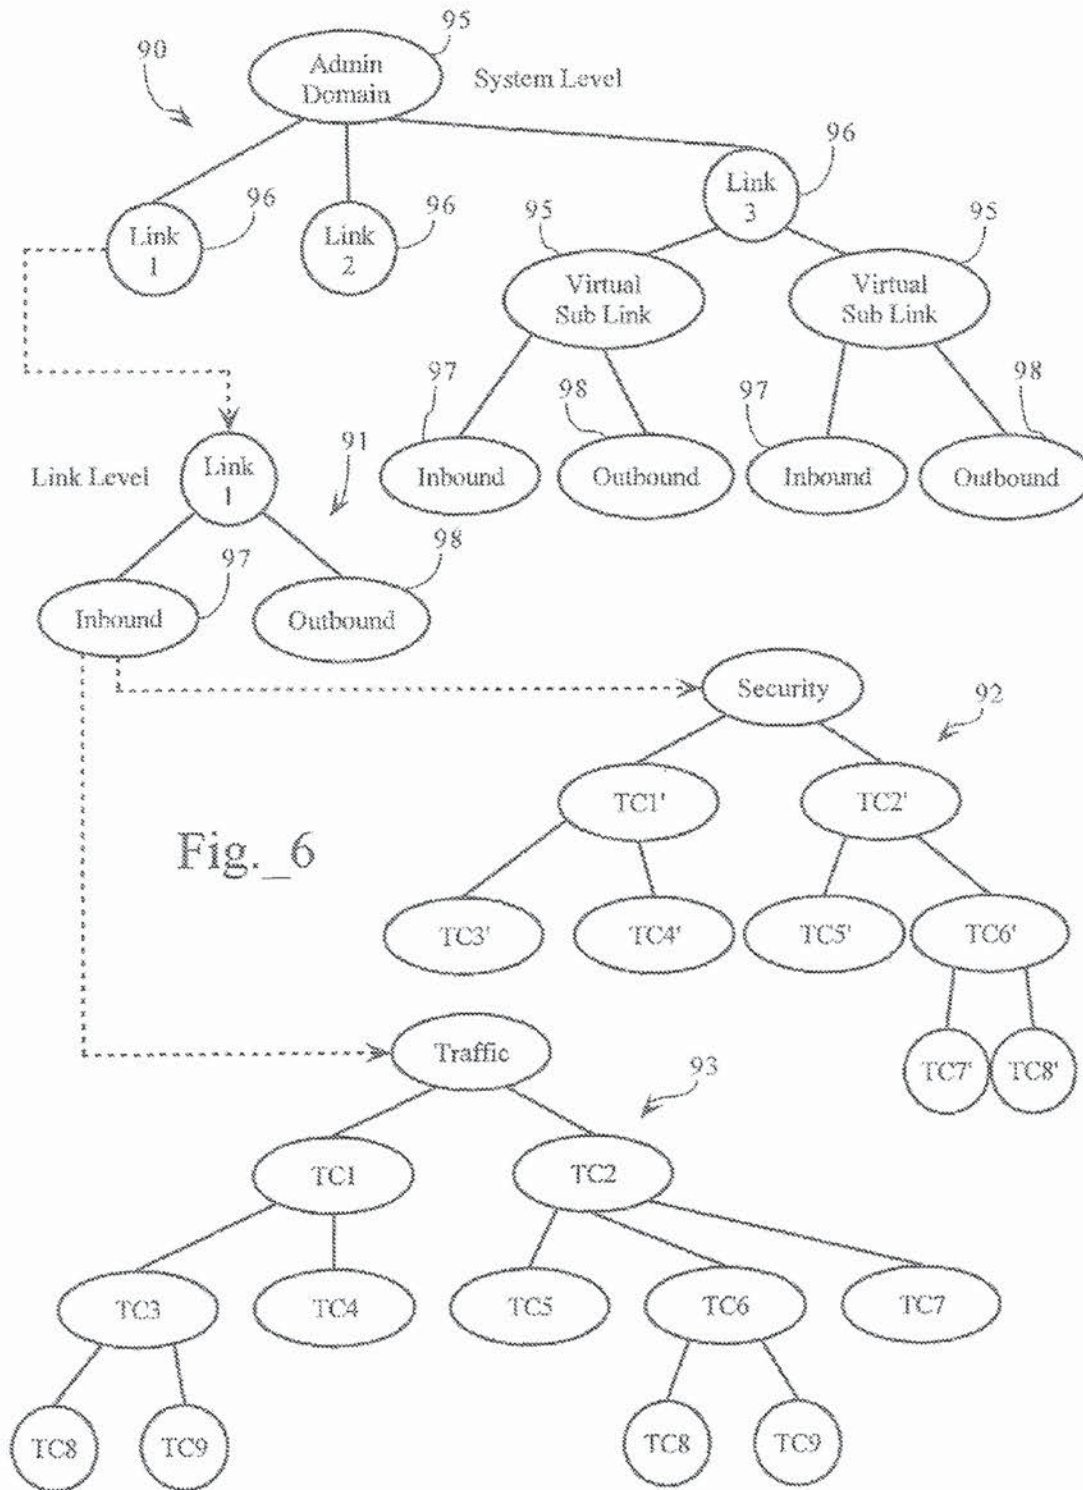 95
90
Admin
Domain
System Level
96
Link
3
96
96
95
95
Link
1
Link
2
Virtual
Sub Link
Virtual
Sub Link
97
98
97
98
91
Link Level
Link
1
Inbound
Outbound
Inbound
Outbound
97
98
Inbound
Outbound
Security
92
TC1'
TC2'
Fig._6
TC3'
TC4'
TC5'
TC6'
Traffic
TC7'
TC8'
93
TC1
TC2
TC3
TC4
TC5
TC6
TC7
TC8
TC9
TC8
TC9